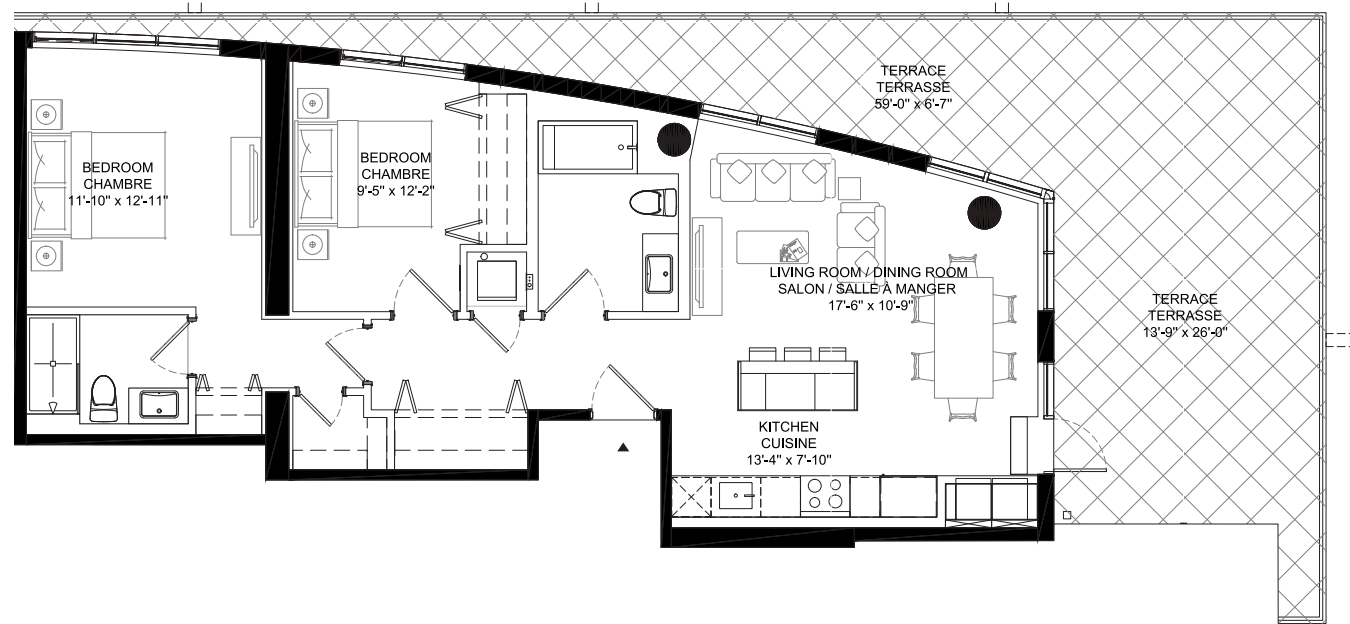 TERRACE
TERRASSE
59'-0" x 6'-7"
BEDROOM
CHAMBRE
11'-10" x 12'-11"
BEDROOM
CHAMBRE
9'-5" x 12'-2"
LIVING ROOM / DINING ROOM
SALON / SALLE À MANGER
17'-6" x 10'-9"
TERRACE
TERRASSE
13'-9" x 26'-0"
KITCHEN
CUISINE
13'-4" x 7'-10"